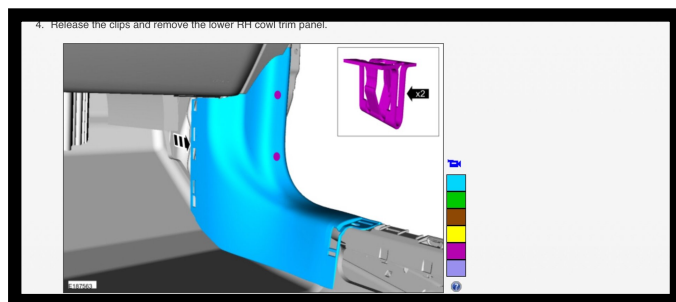 4. Release the clips and remove the lower RH cowl trim panel.
x2
E187563